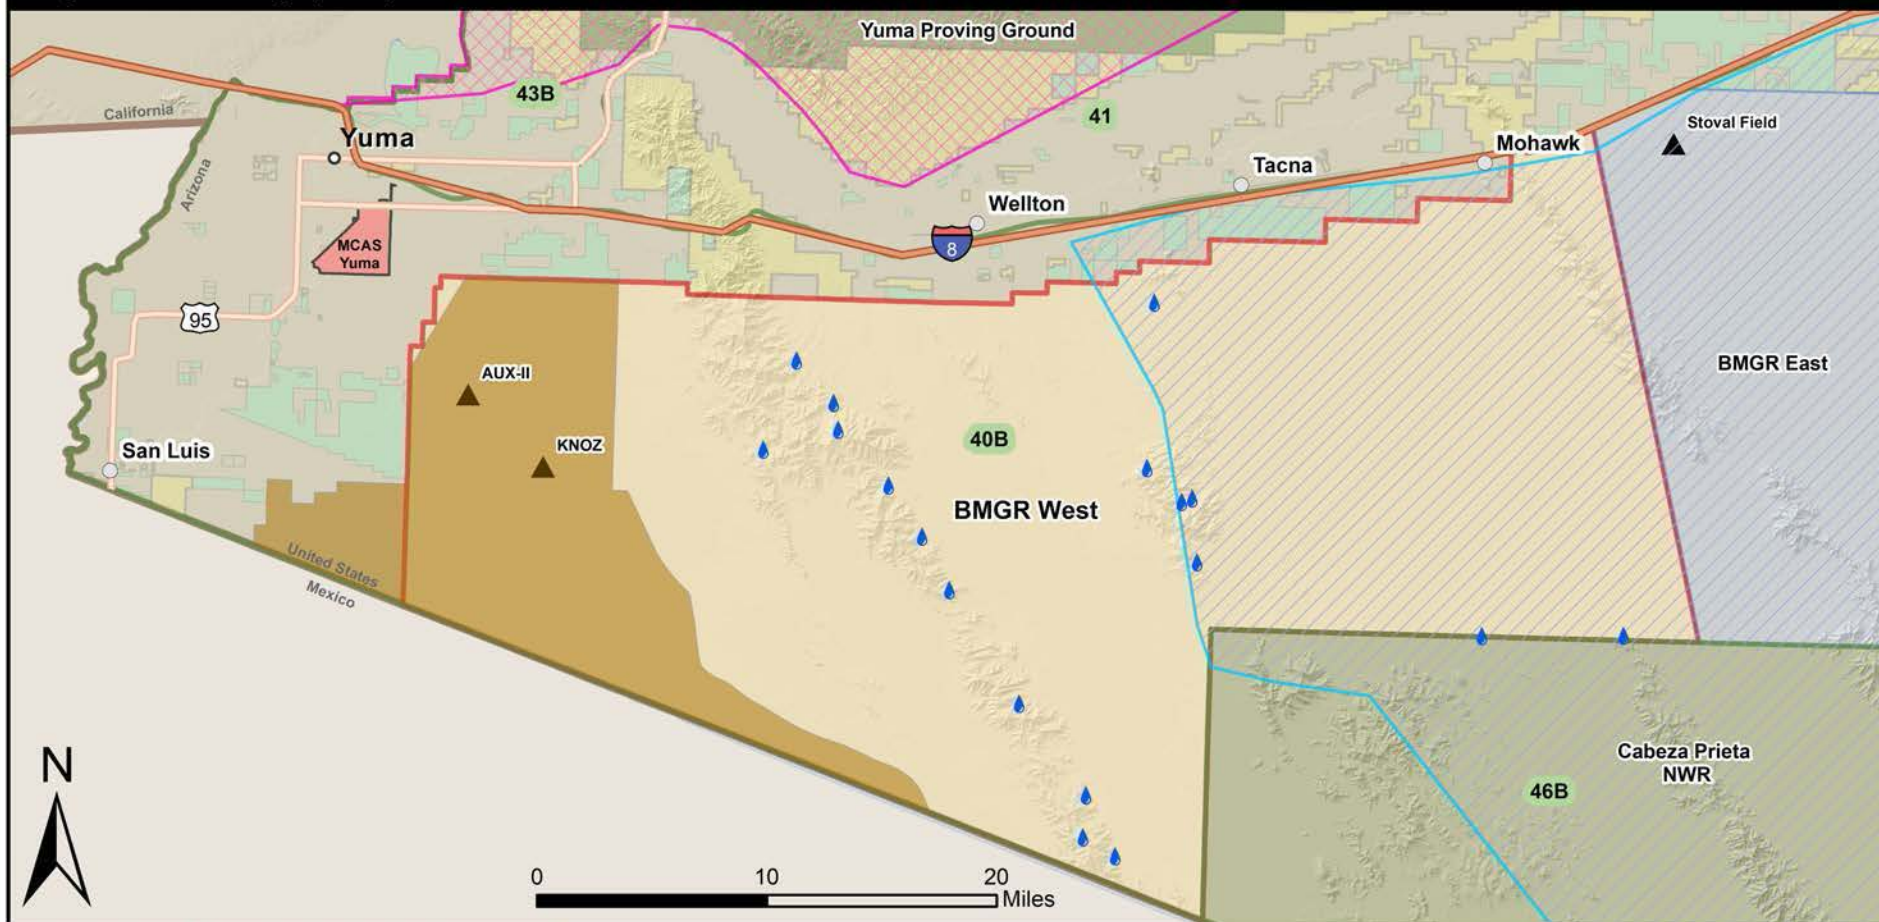 Yuma Proving Ground
43B
California
41
Stoval Field
Yuma
Mohawk
Tacna
Arizona
Wellton
MCAS
Yuma
8
95
BMGR East
AUX-II
40B
KNOZ
San Luis
BMGR West
United States
Mexico
Cabeza Prieta
NWR
46B
N
0 10 20
Miles